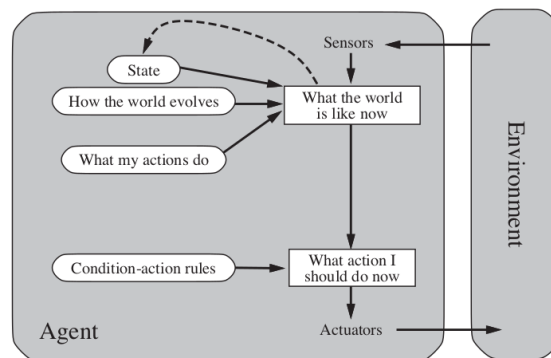 Sensors
State
How the world evolves
What the world
is like now
What my actions do
Environment
Condition-action rules
What action I
should do now
Agent
Actuators